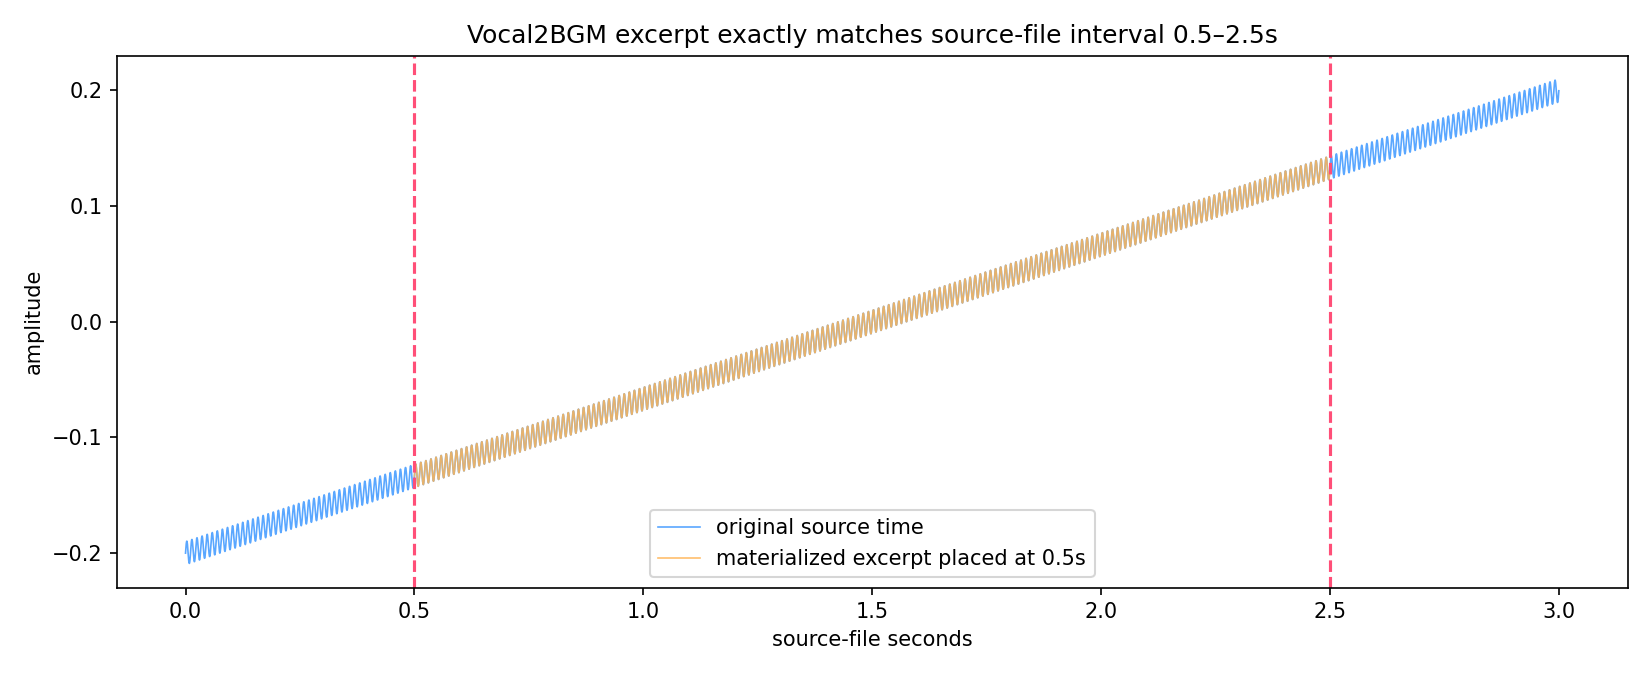 Vocal2BGM excerpt exactly matches source-file interval 0.5–2.5s
amplitude
0.2
0.1
0.0
−0.1
−0.2
original source time
materialized excerpt placed at 0.5s
0.0 0.5 1.0 1.5 2.0 2.5 3.0
source-file seconds